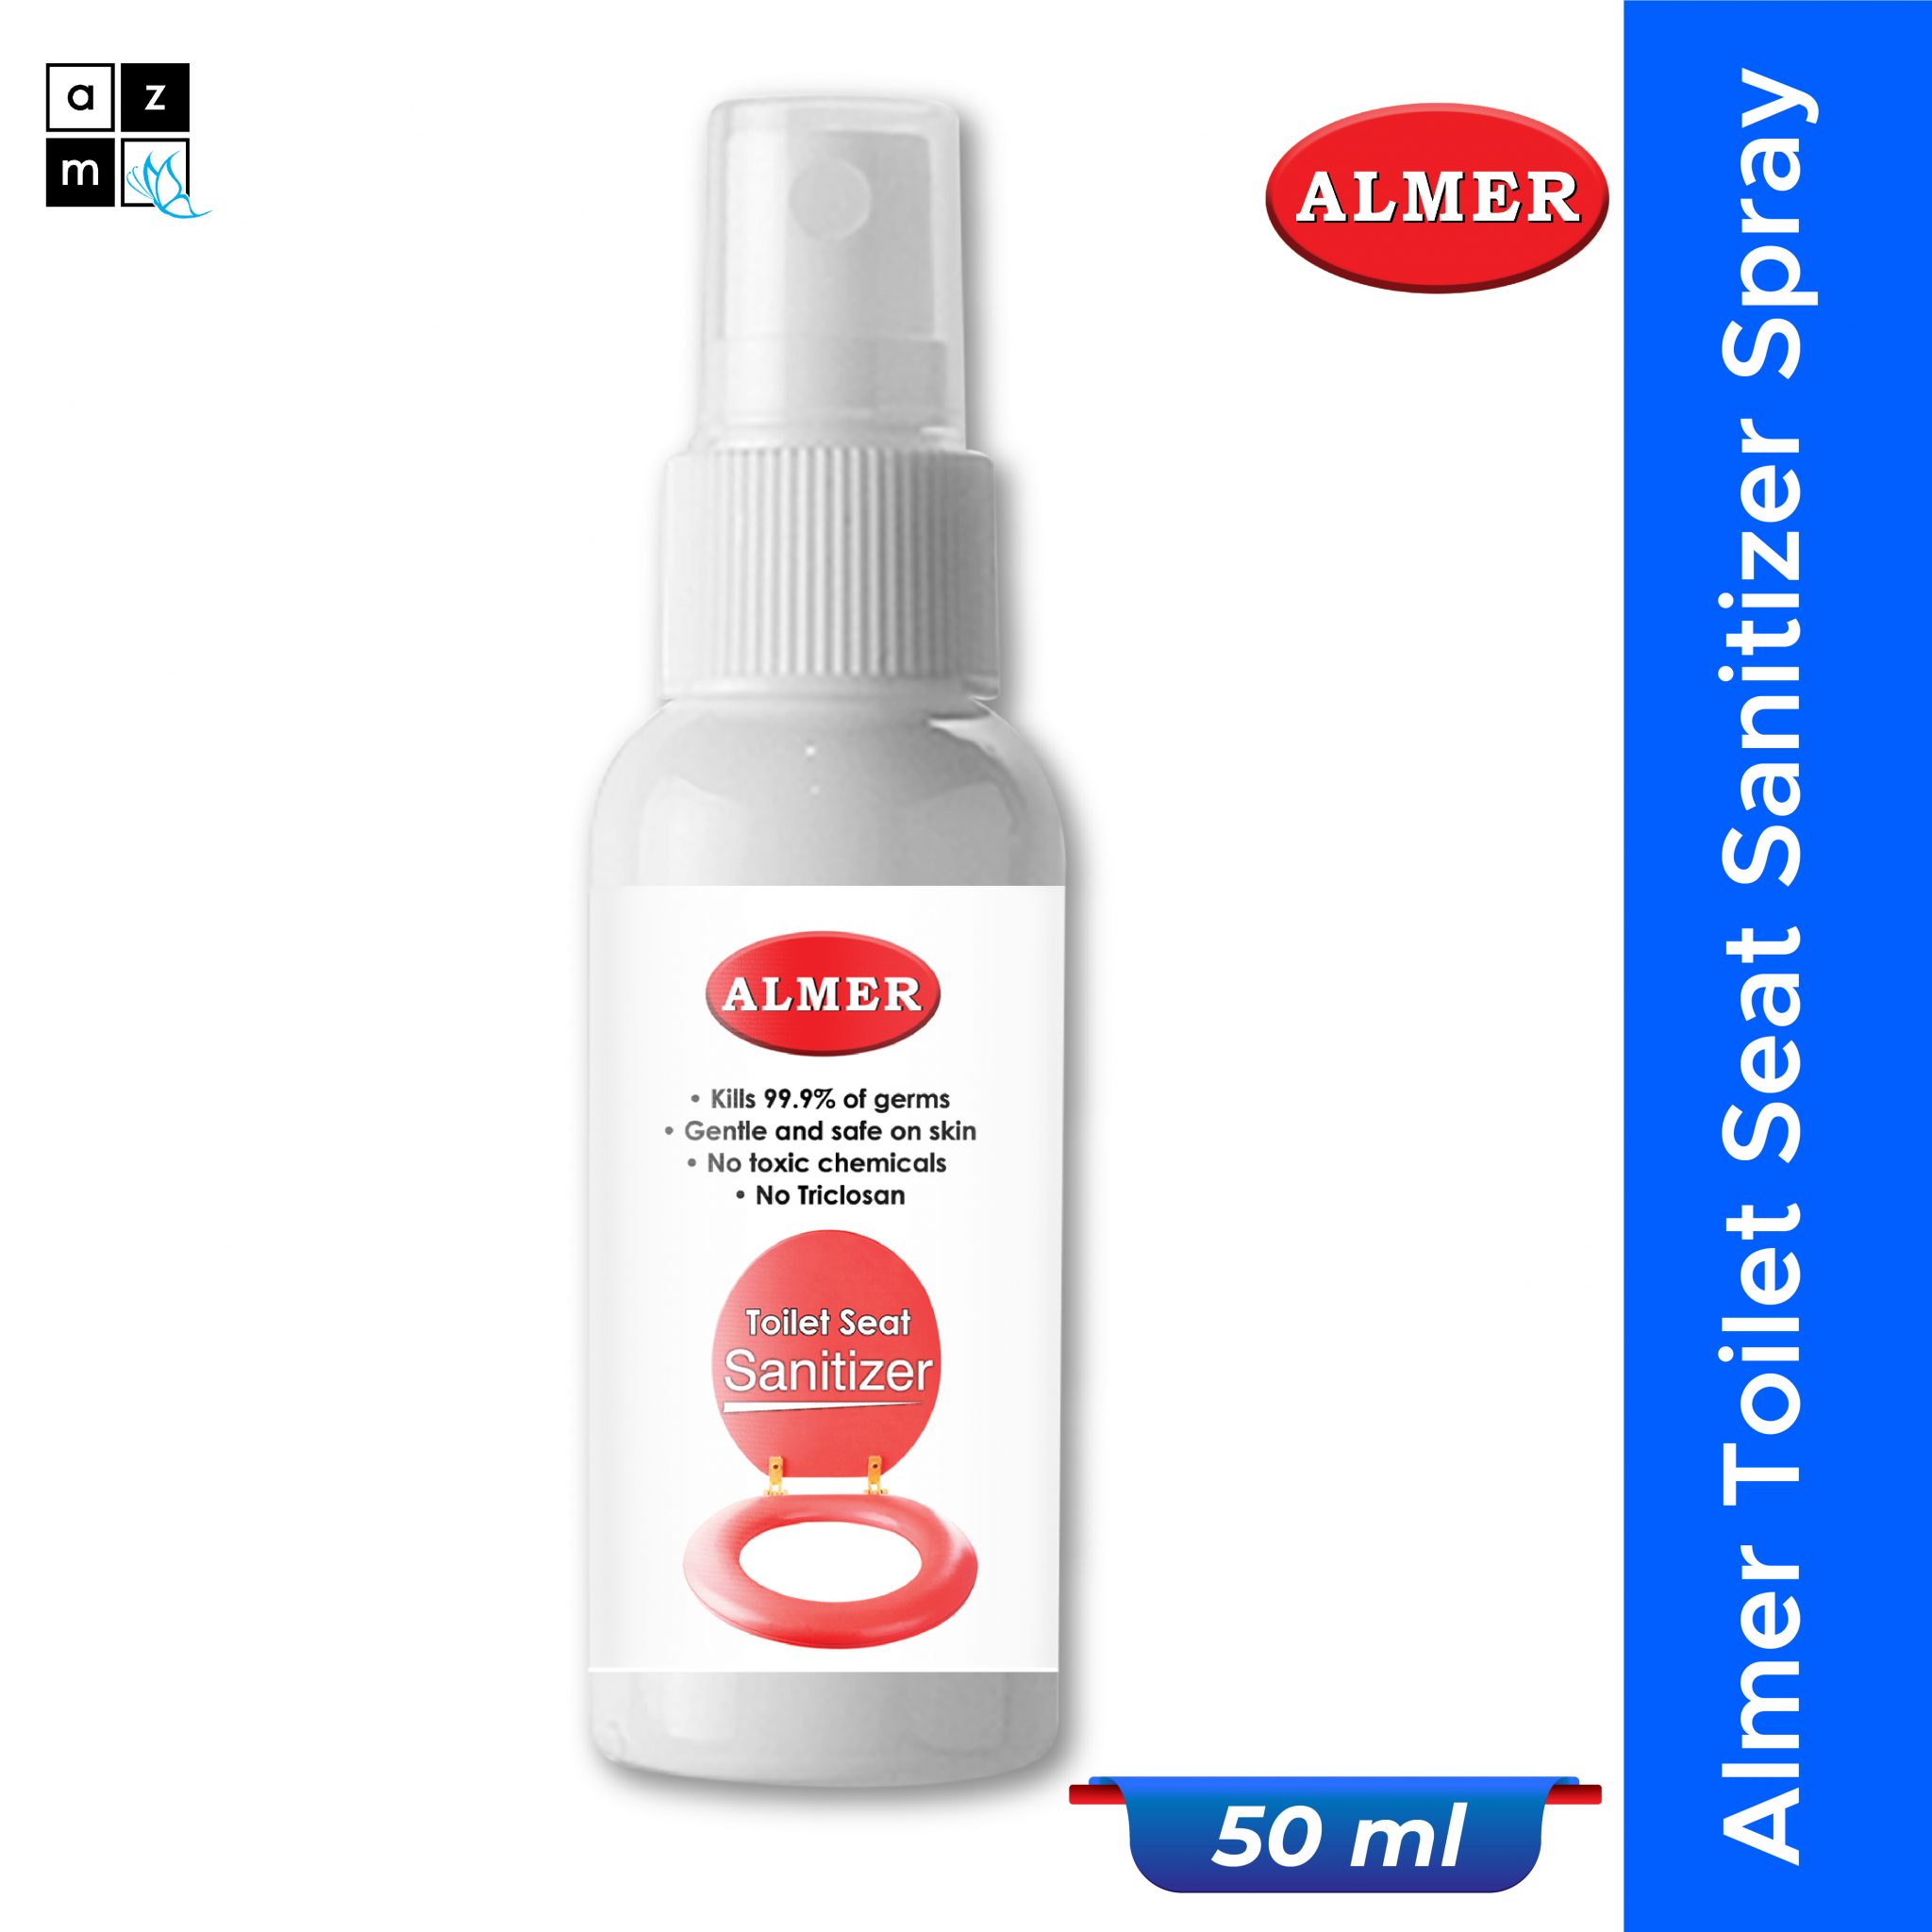 a z
m
ALMER
ALMER
• Kills 99.9% of germs
• Gentle and safe on skin
• No toxic chemicals
• No Triclosan
Toilet Seat
Sanitizer
50 ml
Almer Toilet Seat Sanitizer Spray